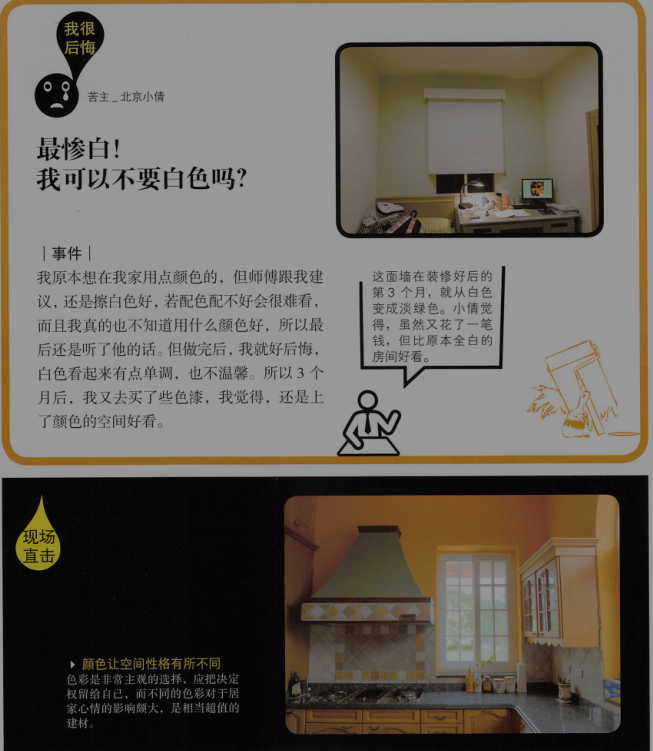 我很
后悔
苦主_北京小倩
最惨白！
我可以不要白色吗？
｜事件｜
我原本想在我家用点颜色的，但师傅跟我建
议，还是擦白色好，若配色配不好会很难看，
而且我真的也不知道用什么颜色好，所以最
后还是听了他的话。但做完后，我就好后悔，
白色看起来有点单调，也不温馨。所以 3 个
月后，我又去买了些色漆，我觉得，还是上
了颜色的空间好看。
这面墙在装修好后的
第 3 个月，就从白色
变成淡绿色。小倩觉
得，虽然又花了一笔
钱，但比原本全白的
房间好看。
现场
直击
颜色让空间性格有所不同
色彩是非常主观的选择，应把决定
权留给自己，而不同的色彩对于居
家心情的影响颇大，是相当超值的
建材。